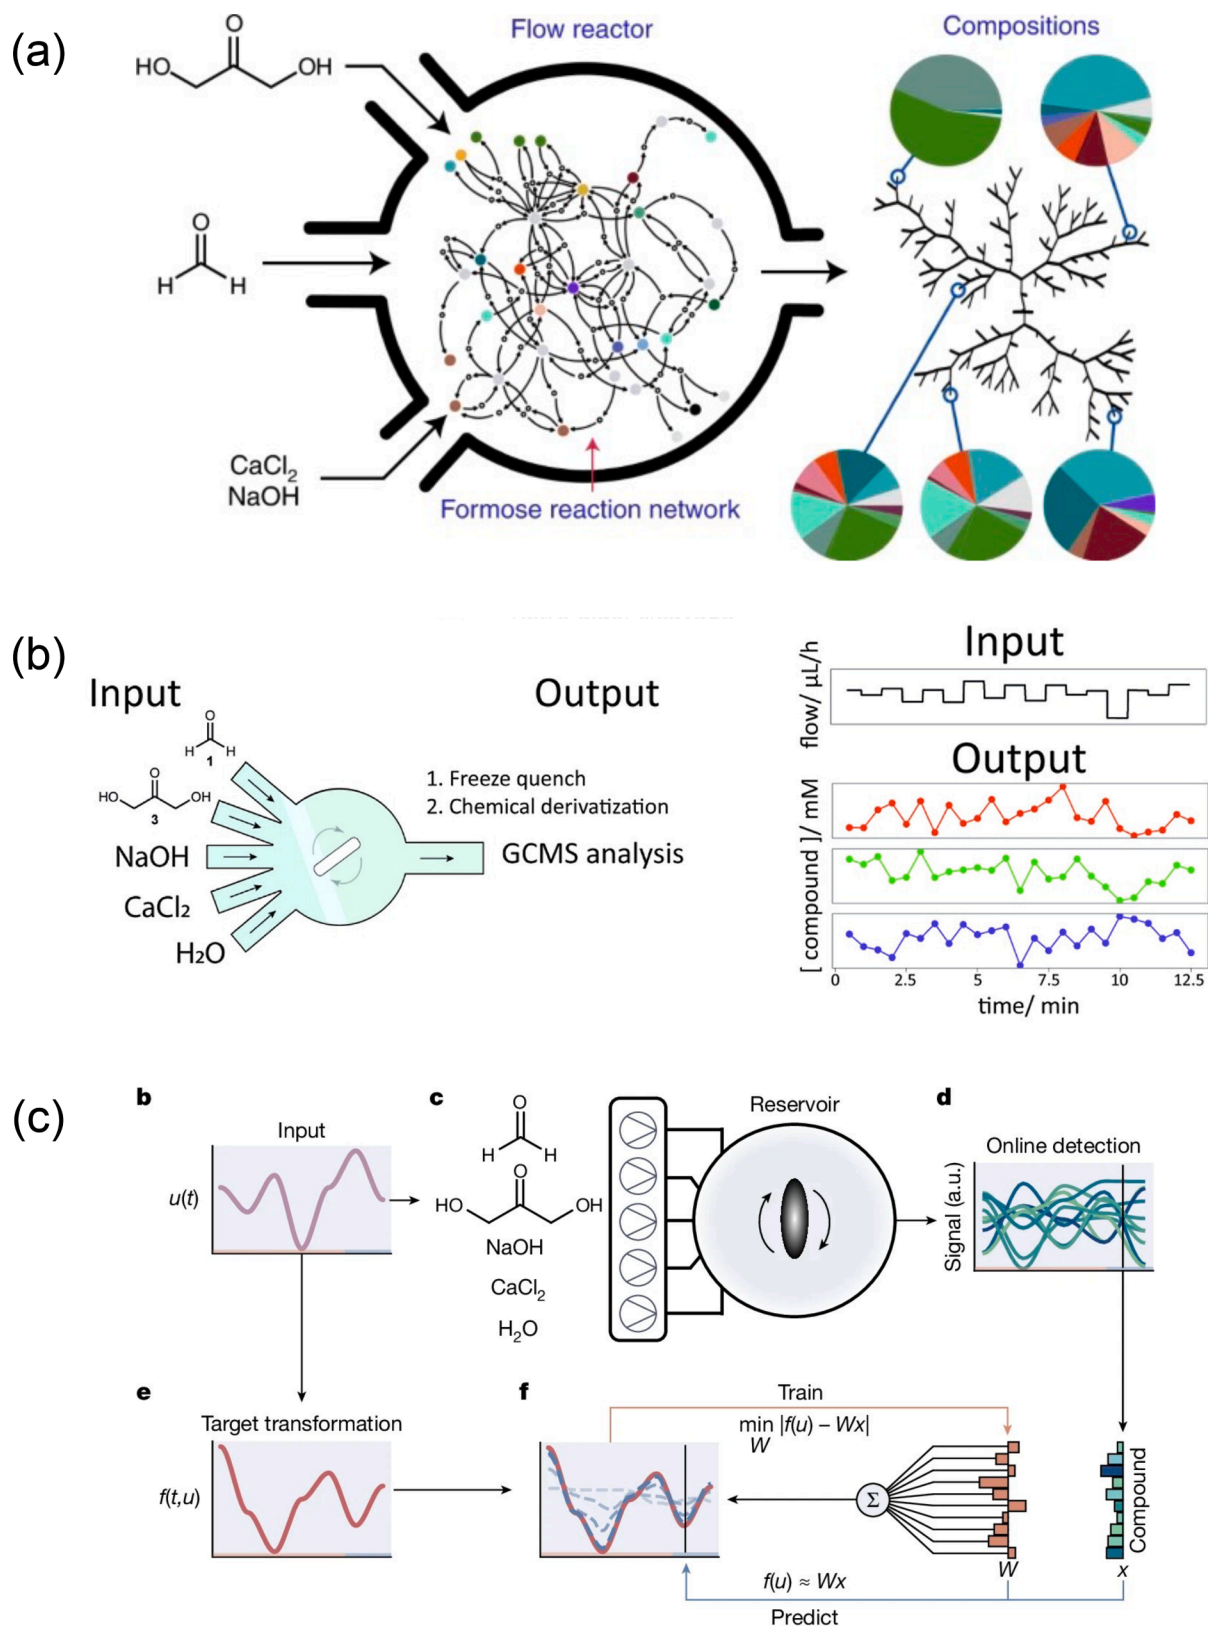 (a)
Flow reactor
Compositions
O
HO
OH
O
H
H
CaCl₂
NaOH
Formose reaction network
(b)
Input
Output
O
H
H
1
O
HO
OH
3
NaOH
CaCl₂
H₂O
1. Freeze quench
2. Chemical derivatization
GCMS analysis
Input
flow/ µL/h
Output
[ compound ]/ mM
0
2.5
5
7.5
10
12.5
time/ min
(c)
b
Input
u(t)
c
O
H
H
O
HO
OH
NaOH
CaCl₂
H₂O
Reservoir
d
Online detection
Signal (a.u.)
e
Target transformation
f(t,u)
f
Train
min |f(u) – Wx|
W
Σ
W
Compound
x
f(u) ≈ Wx
Predict